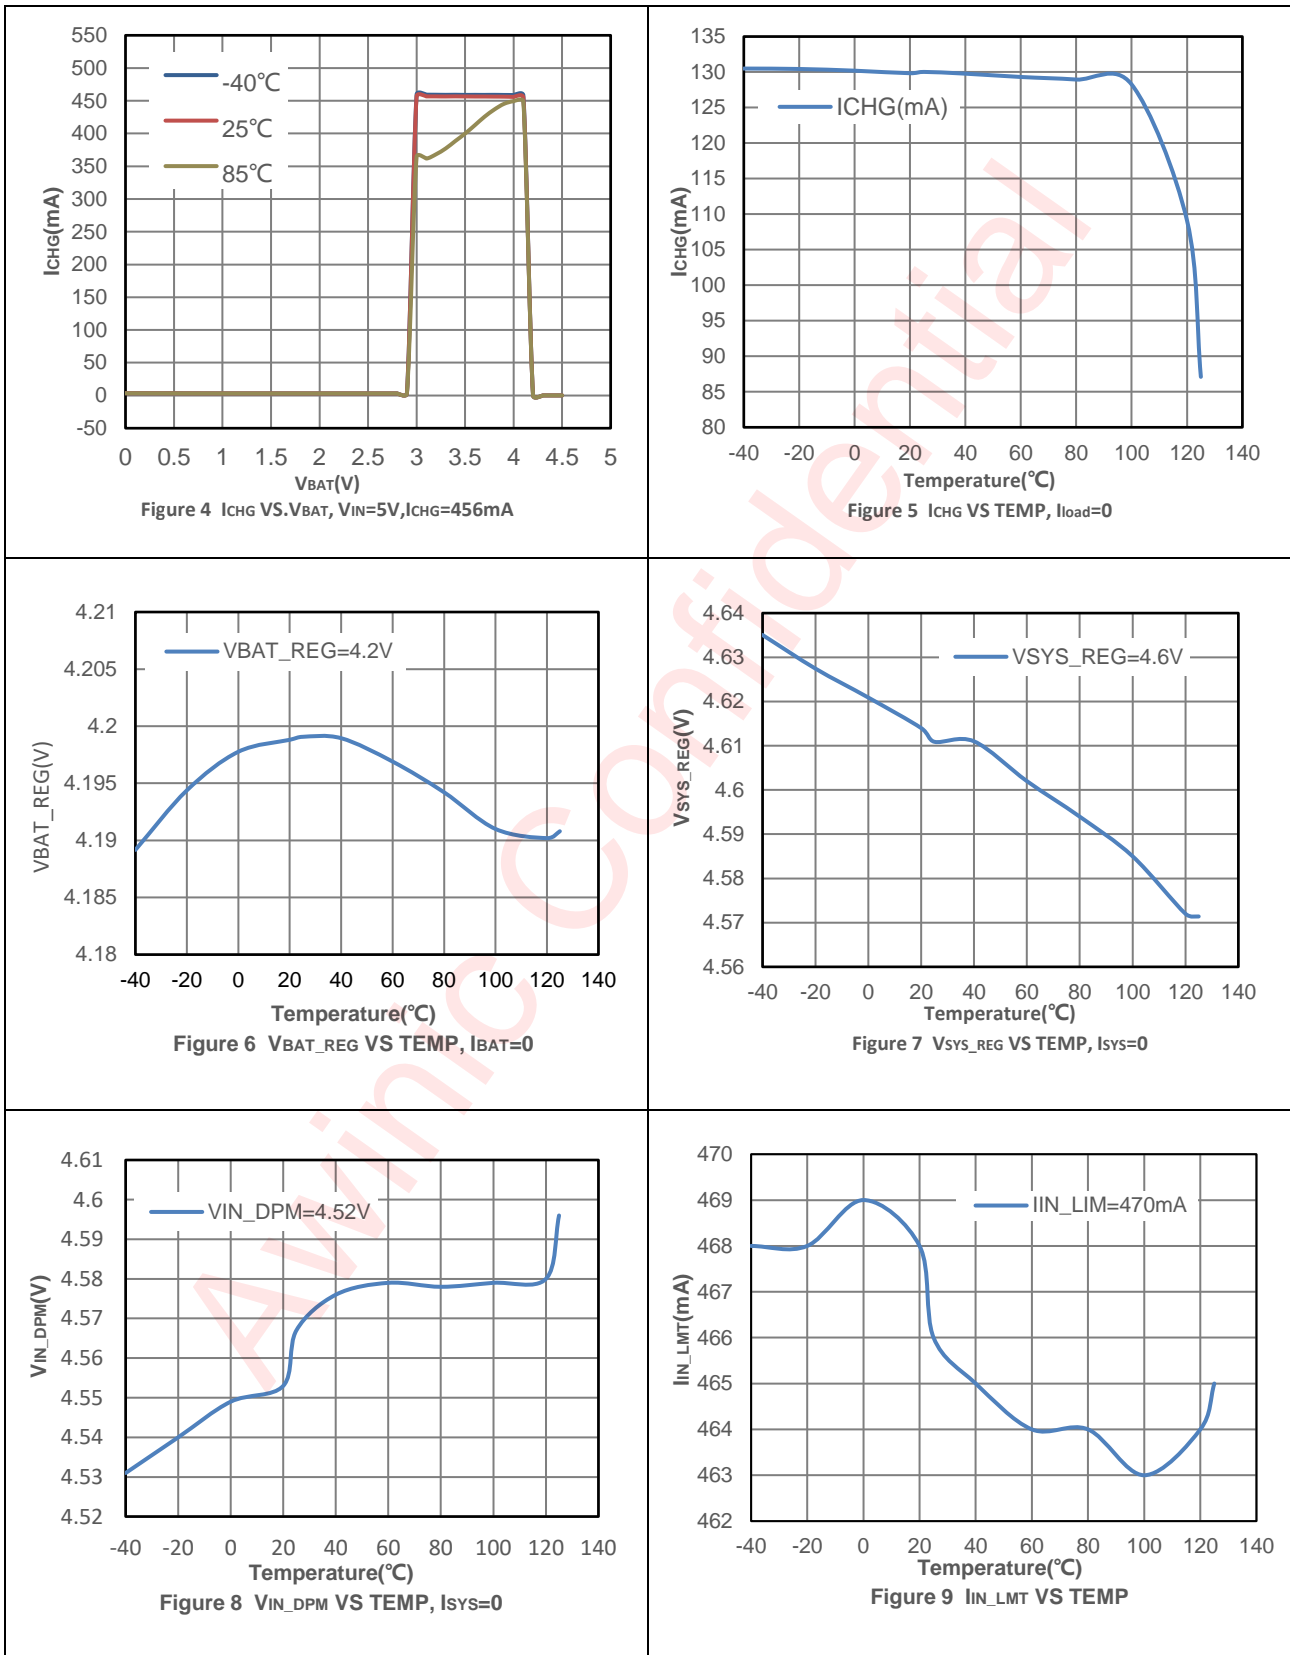 550
500
450
400
350
300
250
200
150
100
50
0
-50
ICHG(mA)
-40℃
25℃
85℃
0 0.5 1 1.5 2 2.5 3 3.5 4 4.5 5
VBAT(V)
Figure 4 ICHG VS.VBAT, VIN=5V,ICHG=456mA
135
130
125
120
115
110
105
100
95
90
85
80
ICHG(mA)
ICHG(mA)
-40 -20 0 20 40 60 80 100 120 140
Temperature(℃)
Figure 5 ICHG VS TEMP, Iload=0
4.21
4.205
4.2
4.195
4.19
4.185
4.18
VBAT_REG(V)
VBAT_REG=4.2V
-40 -20 0 20 40 60 80 100 120 140
Temperature(℃)
Figure 6 VBAT_REG VS TEMP, IBAT=0
4.64
4.63
4.62
4.61
4.6
4.59
4.58
4.57
4.56
VSYS_REG(V)
VSYS_REG=4.6V
-40 -20 0 20 40 60 80 100 120 140
Temperature(℃)
Figure 7 VSYS_REG VS TEMP, ISYS=0
4.61
4.6
4.59
4.58
4.57
4.56
4.55
4.54
4.53
4.52
VIN_DPM(V)
VIN_DPM=4.52V
-40 -20 0 20 40 60 80 100 120 140
Temperature(℃)
Figure 8 VIN_DPM VS TEMP, ISYS=0
470
469
468
467
466
465
464
463
462
IIN_LMT(mA)
IIN_LIM=470mA
-40 -20 0 20 40 60 80 100 120 140
Temperature(℃)
Figure 9 IIN_LMT VS TEMP
Awinic Confidential